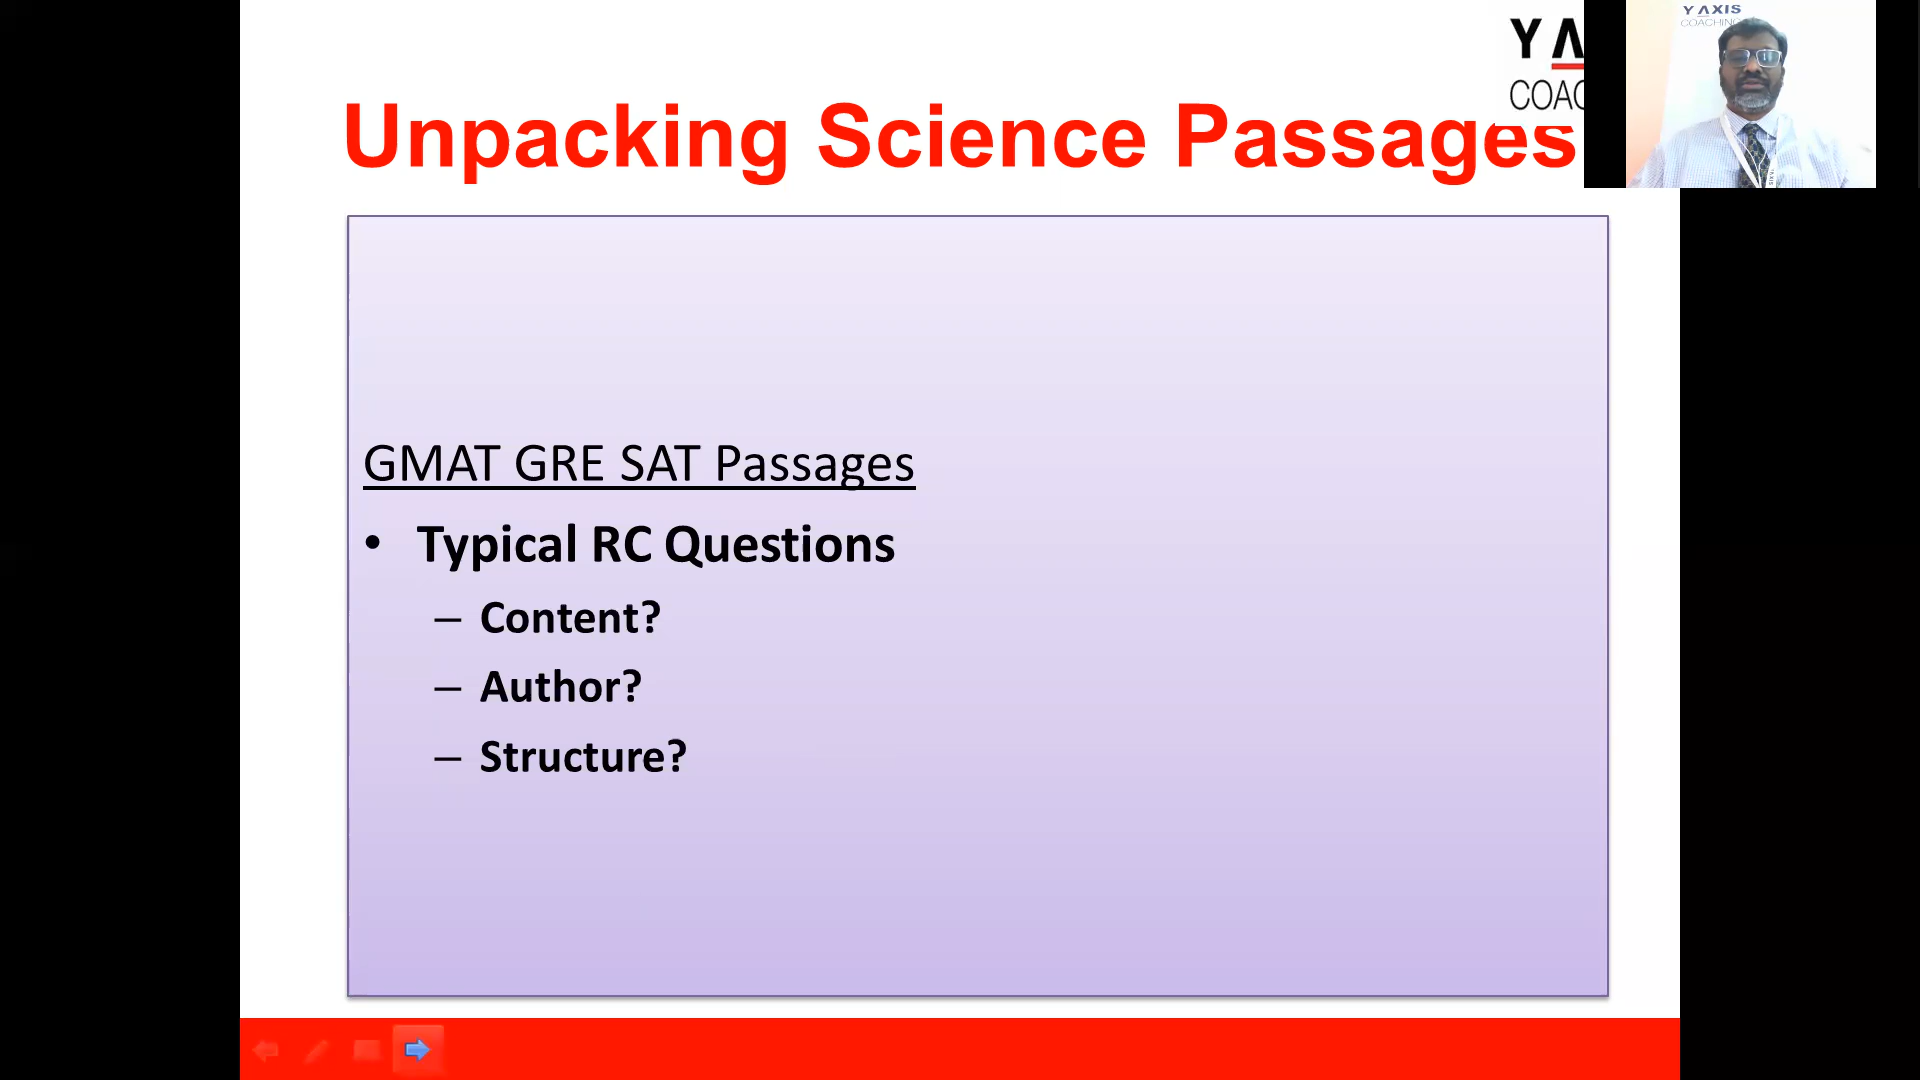 Y A
COAC
Y AXIS
COACHING
Unpacking Science Passages
GMAT GRE SAT Passages
• Typical RC Questions
– Content?
– Author?
– Structure?